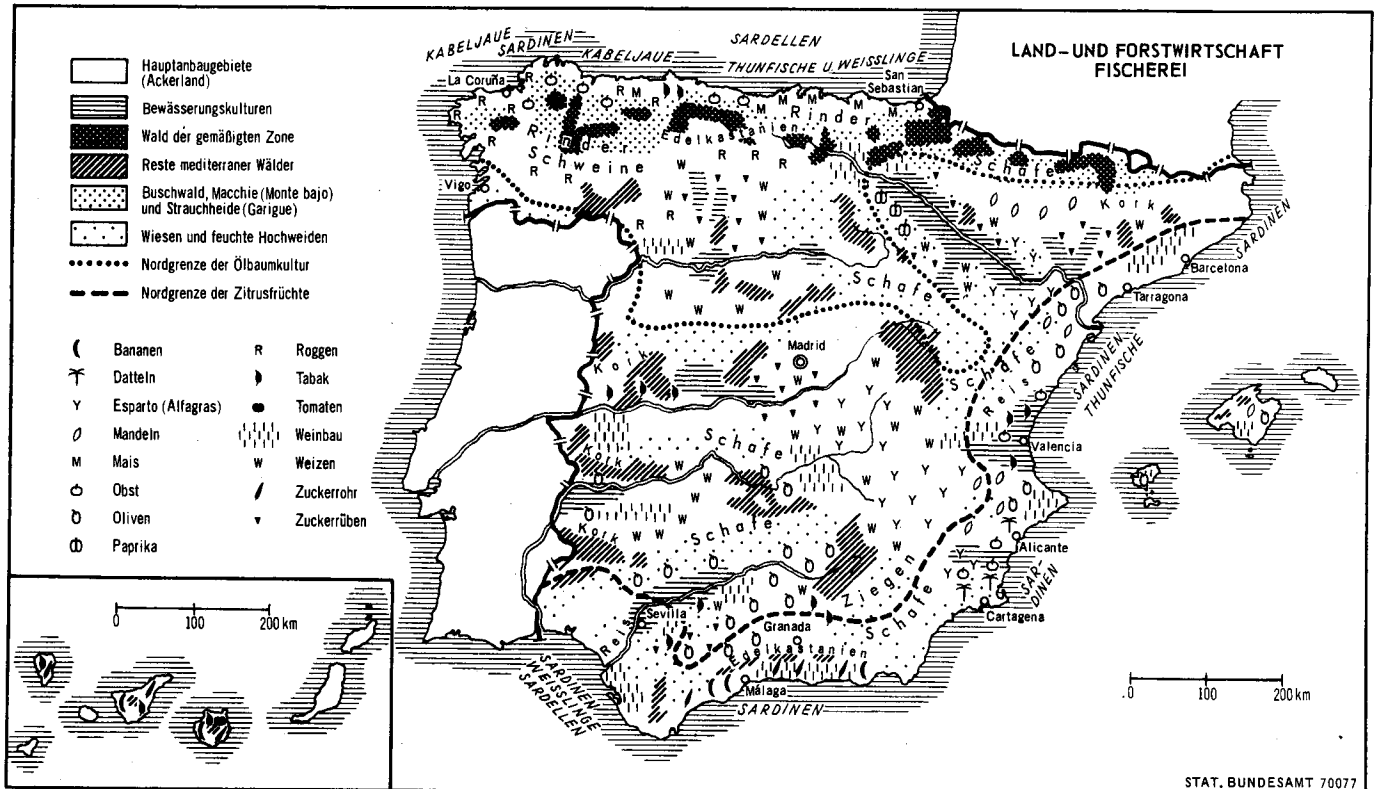 LAND-UND FORSTWIRTSCHAFT
FISCHEREI
Hauptanbaugebiete
(Ackerland)
Bewässerungskulturen
Wald der gemäßigten Zone
Reste mediterraner Wälder
Buschwald, Macchie (Monte bajo)
und Strauchheide (Garigue)
Wiesen und feuchte Hochweiden
Nordgrenze der Ölbaumkultur
Nordgrenze der Zitrusfrüchte
Bananen
Datteln
Esparto (Alfagras)
Mandeln
Mais
Obst
Oliven
Paprika
R Roggen
Tabak
Tomaten
Weinbau
W Weizen
Zuckerrohr
Zuckerrüben
KABELJAUE
SARDINEN
KABELJAUE
SARDELLEN
THUNFISCHE U. WEISSLINGE
La Coruña
San
Sebastian
Rinder
Rinder
Edelkastanien
Schweine
Schafe
Vigo
Kork
SARDINEN
Barcelona
Tarragona
Schafe
Madrid
Kork
Schafe
Schafe
SARDINEN
THUNFISCHE
Reis
Valencia
Schafe
Kork
Schafe
Kork
Alicante
SAR-
DINEN
Ziegen
Schafe
Cartagena
Sevilla
Granada
Reis
Edelkastanien
Málaga
SARDINEN
SARDINEN
WEISSLINGE
SARDELLEN
0 100 200 km
0 100 200 km
STAT. BUNDESAMT 70077